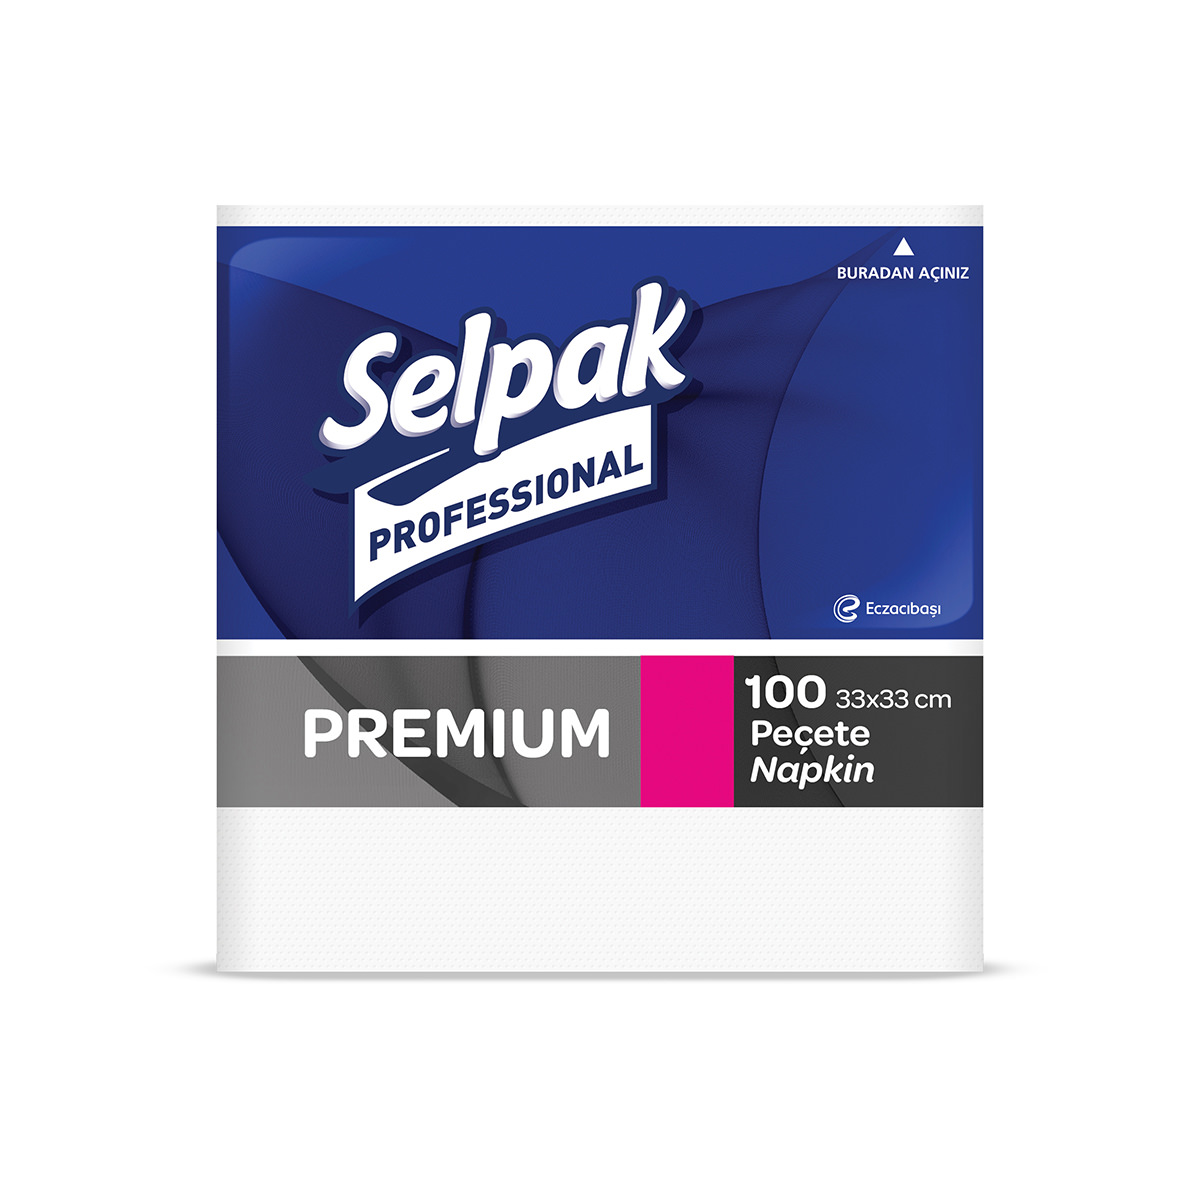 BURADAN AÇINIZ
Selpak
PROFESSIONAL
Eczacıbaşı
PREMIUM
100 33x33 cm
Peçete
Napkin